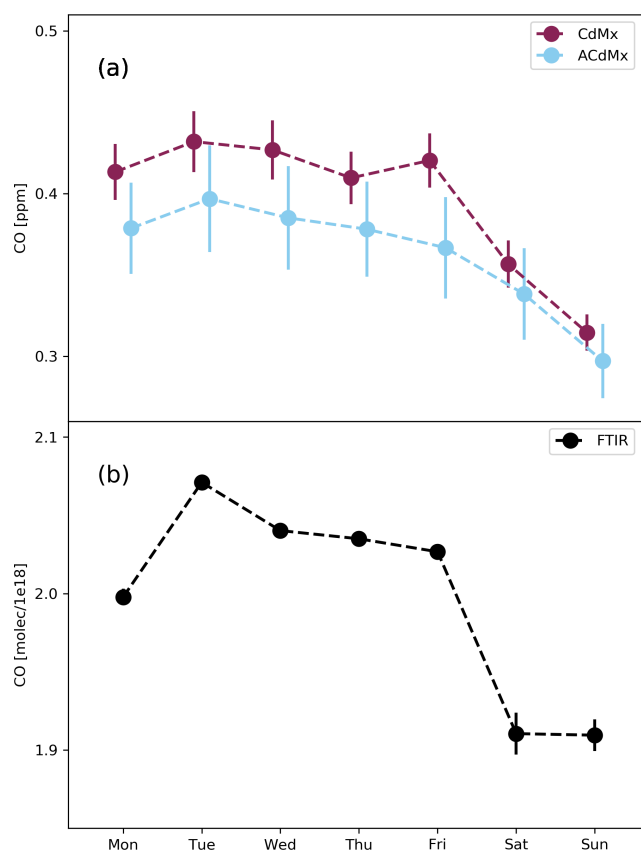 0.5
(a)
CdMx
ACdMx
0.4
CO [ppm]
0.3
2.1
(b)
FTIR
CO [molec/1e18]
2.0
1.9
Mon Tue Wed Thu Fri Sat Sun